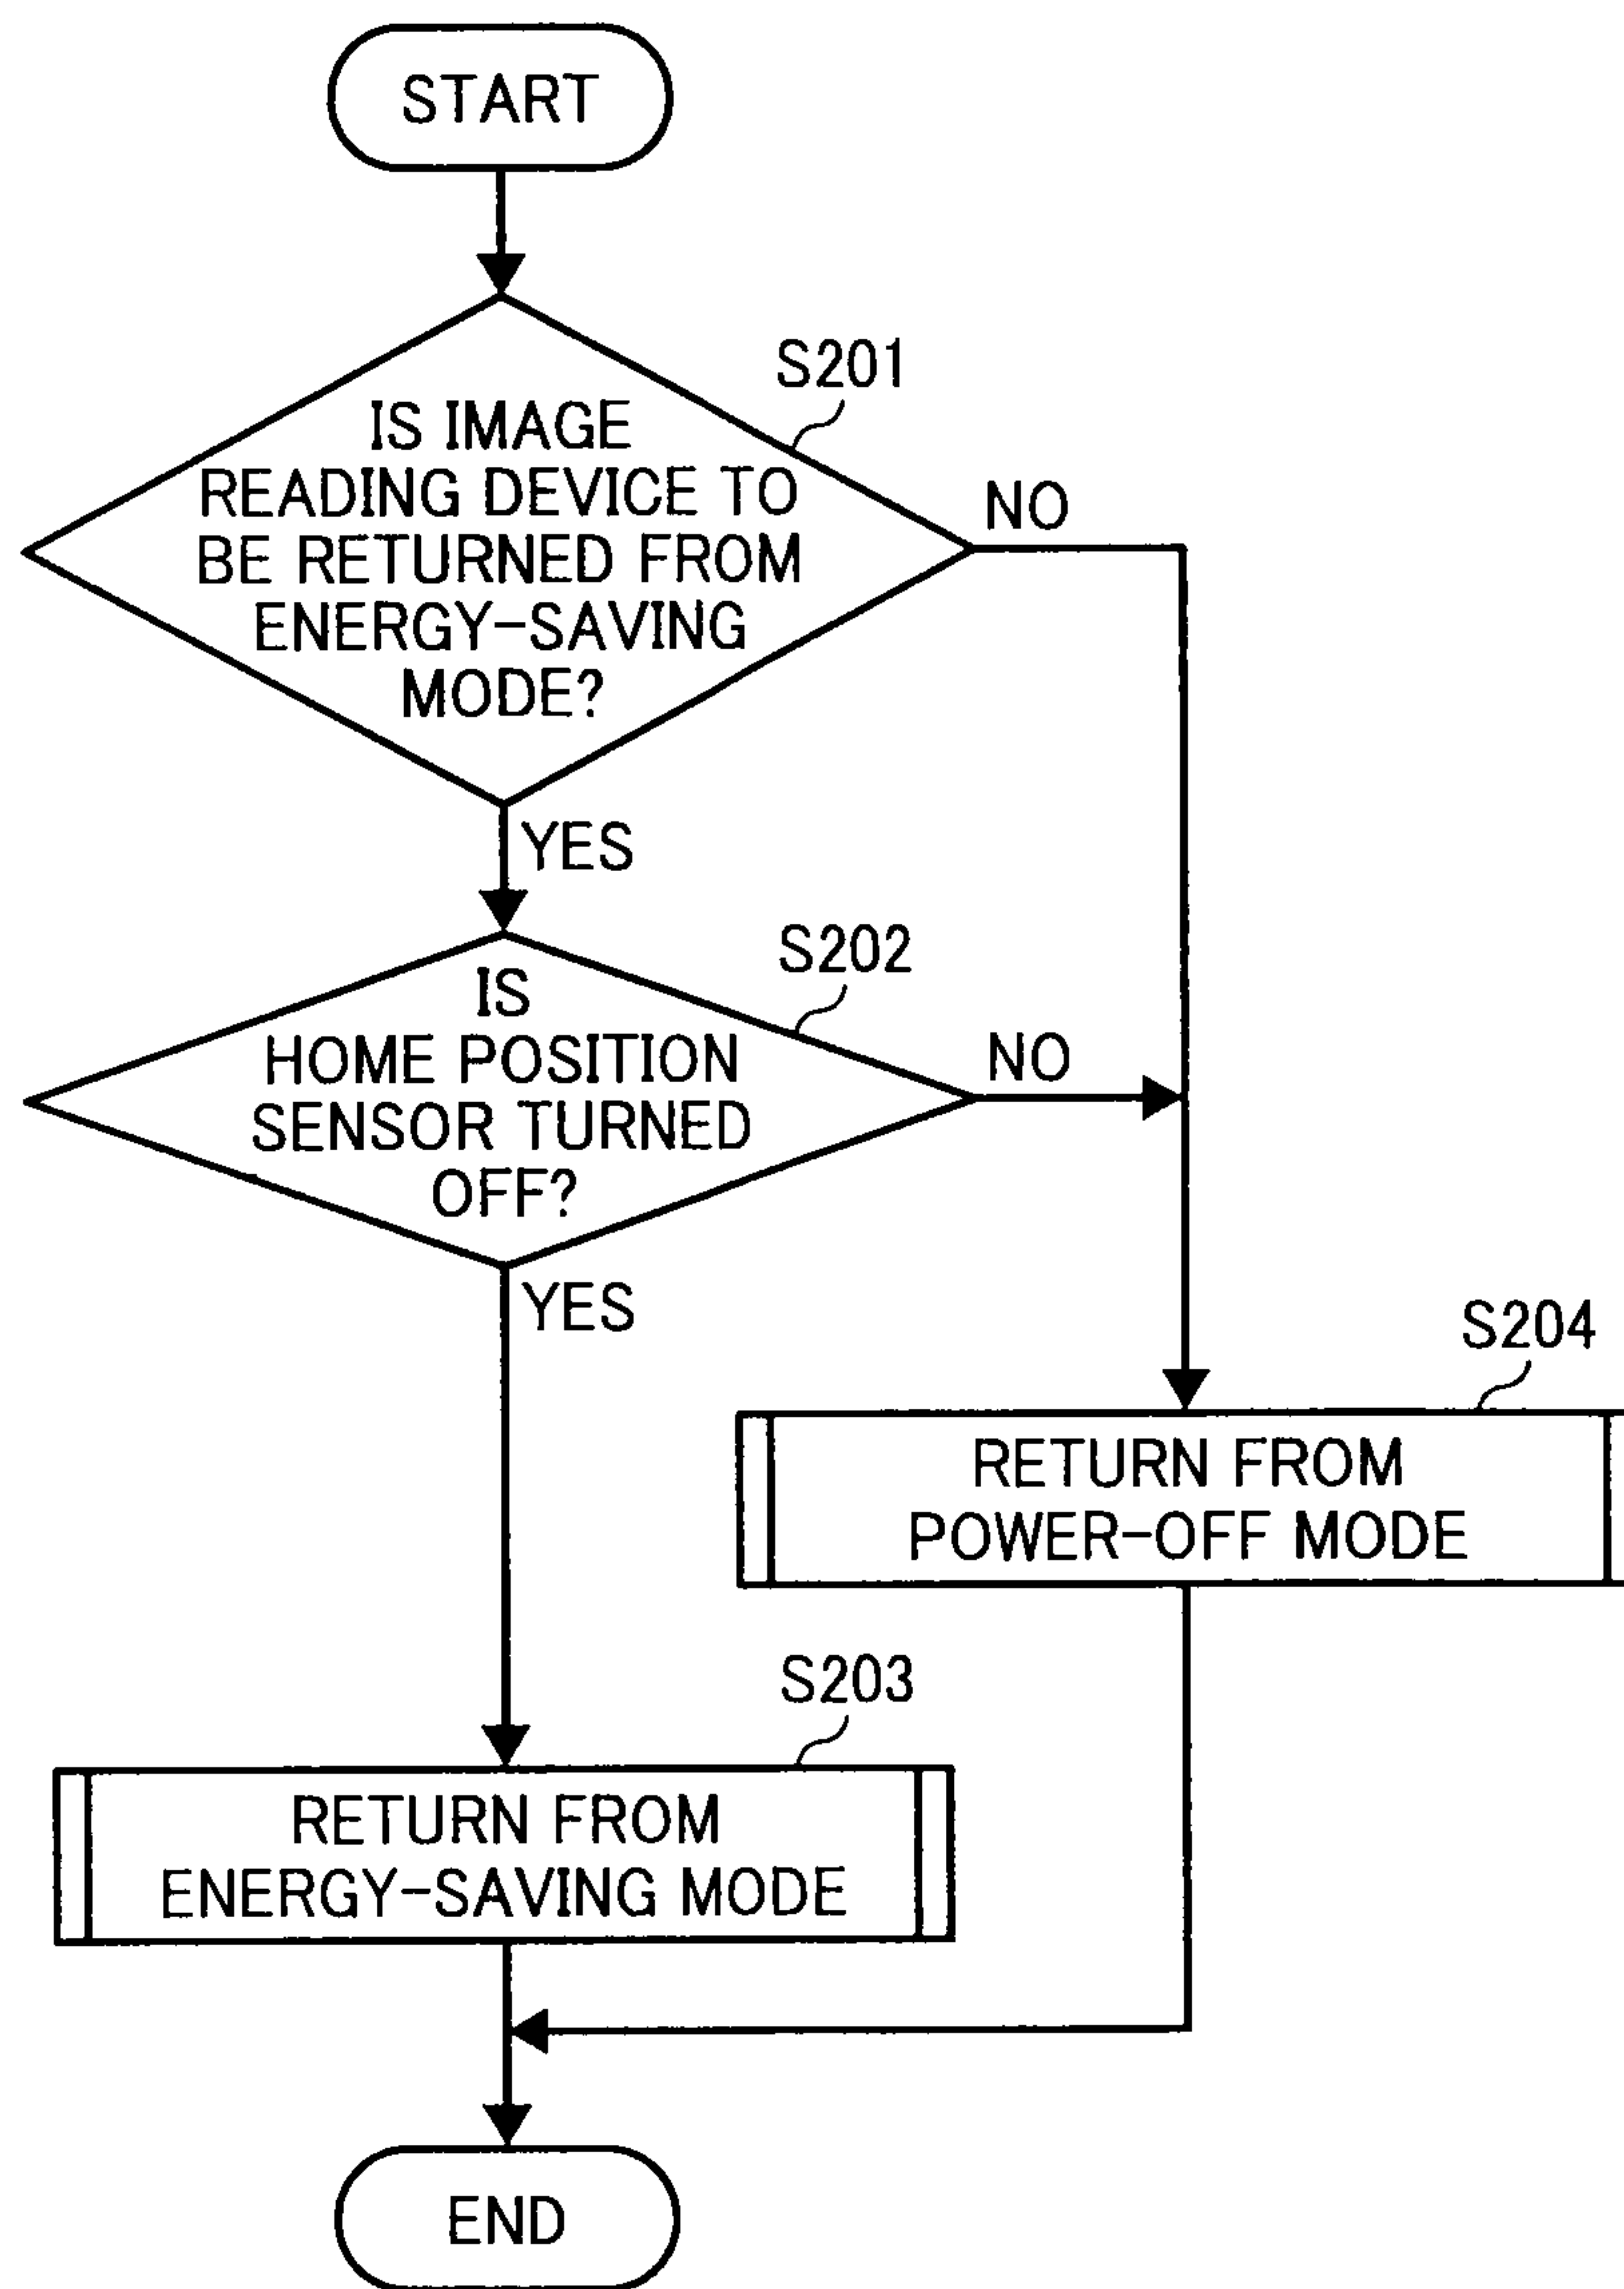 START
S201
IS IMAGE
READING DEVICE TO
BE RETURNED FROM
ENERGY-SAVING
MODE?
NO
YES
S202
IS
HOME POSITION
SENSOR TURNED
OFF?
NO
YES
S204
RETURN FROM
POWER-OFF MODE
S203
RETURN FROM
ENERGY-SAVING MODE
END